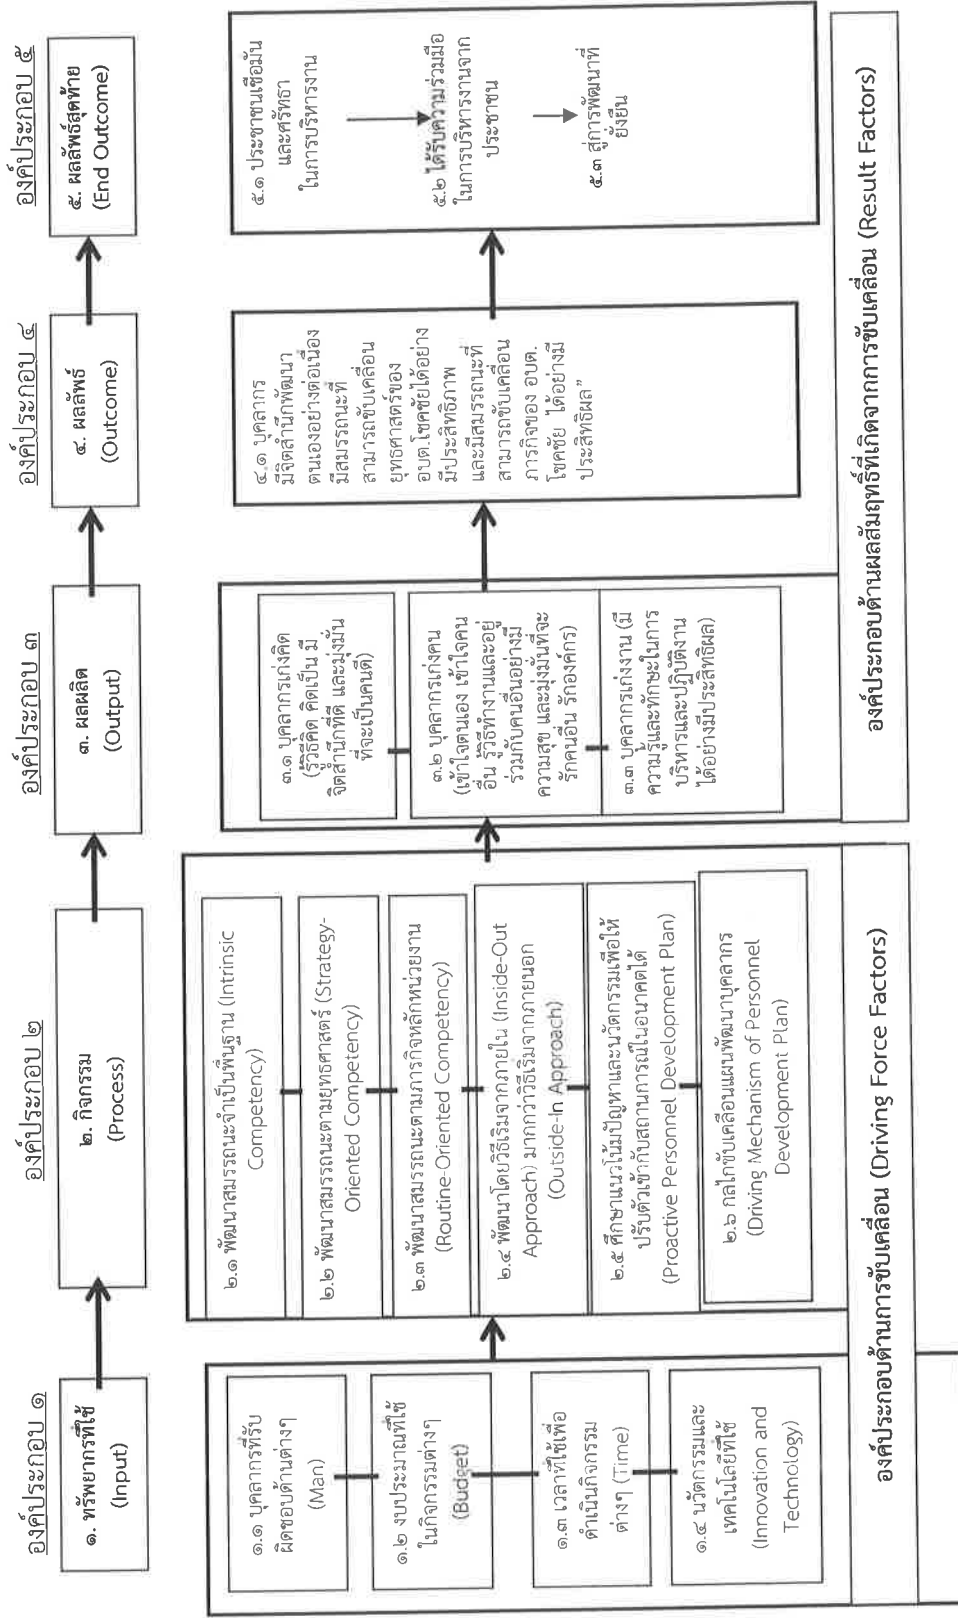 องค์ประกอบ ๑
๑. ทรัพยากรที่ใช้
(Input)
๑.๑ บุคลากรที่รับ
ผิดชอบด้านต่างๆ
(Man)
๑.๒ งบประมาณที่ใช้
ในกิจกรรมต่างๆ
(Budget)
๑.๓ เวลาที่ใช้เพื่อ
ดำเนินกิจกรรม
ต่างๆ (Time)
๑.๔ นวัตกรรมและ
เทคโนโลยีที่ใช้
(Innovation and
Technology)
องค์ประกอบ ๒
๒. กิจกรรม
(Process)
๒.๑ พัฒนาสมรรถนะจำเป็นพื้นฐาน (Intrinsic
Competency)
๒.๒ พัฒนาสมรรถนะตามยุทธศาสตร์ (Strategy-
Oriented Competency)
๒.๓ พัฒนาสมรรถนะตามภารกิจหลักหน่วยงาน
(Routine-Oriented Competency)
๒.๔ พัฒนาโดยวิธีเริ่มจากภายใน (Inside-Out
Approach) มากกว่าวิธีเริ่มจากภายนอก
(Outside-In Approach)
๒.๕ ศึกษาแนวโน้มปัญหาและนวัตกรรมเพื่อให้
ปรับตัวเข้ากับสถานการณ์ในอนาคตได้
(Proactive Personnel Development Plan)
๒.๖ กลไกขับเคลื่อนแผนพัฒนาบุคลากร
(Driving Mechanism of Personnel
Development Plan)
องค์ประกอบด้านการขับเคลื่อน (Driving Force Factors)
องค์ประกอบ ๓
๓. ผลผลิต
(Output)
๓.๑ บุคลากรเก่งคิด
(รู้วิธีคิด คิดเป็น มี
จิตสำนึกที่ดี และมุ่งมั่น
ที่จะเป็นคนดี)
๓.๒ บุคลากรเก่งคน
(เข้าใจตนเอง เข้าใจคน
อื่น รู้วิธีทำงานและอยู่
ร่วมกับคนอื่นอย่างมี
ความสุข และมุ่งมั่นที่จะ
รักคนอื่น รักองค์กร)
๓.๓ บุคลากรเก่งงาน (มี
ความรู้และทักษะในการ
บริหารและปฏิบัติงาน
ได้อย่างมีประสิทธิผล)
องค์ประกอบ ๔
๔. ผลลัพธ์
(Outcome)
๔.๑ บุคลากร
มีจิตสำนึกพัฒนา
ตนเองอย่างต่อเนื่อง
มีสมรรถนะที่
สามารถขับเคลื่อน
ยุทธศาสตร์ของ
อบต.โชคชัยได้อย่าง
มีประสิทธิภาพ
และมีสมรรถนะที่
สามารถขับเคลื่อน
ภารกิจของ อบต.
โชคชัย ได้อย่างมี
ประสิทธิผล”
องค์ประกอบ ๕
๕. ผลลัพธ์สุดท้าย
(End Outcome)
๕.๑ ประชาชนเชื่อมั่น
และศรัทธา
ในการบริหารงาน
๕.๒ ได้รับความร่วมมือ
ในการบริหารงานจาก
ประชาชน
๕.๓ สู่การพัฒนาที่
ยั่งยืน
องค์ประกอบด้านผลสัมฤทธิ์ที่เกิดจากการขับเคลื่อน (Result Factors)